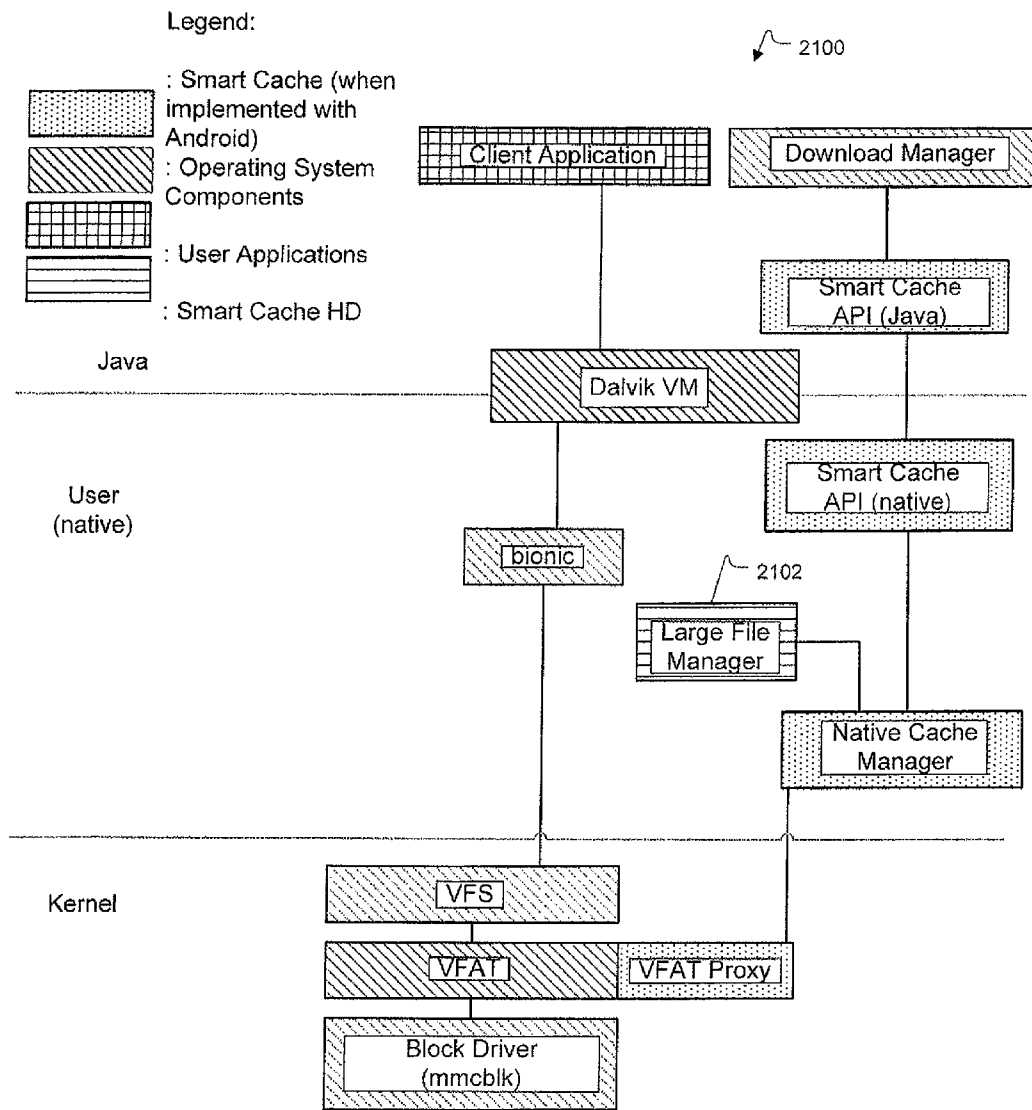 Legend:
: Smart Cache (when
implemented with
Android)
: Operating System
Components
: User Applications
: Smart Cache HD
2100
Client Application
Download Manager
Smart Cache
API (Java)
Java
Dalvik VM
User
(native)
Smart Cache
API (native)
bionic
2102
Large File
Manager
Native Cache
Manager
Kernel
VFS
VFAT
VFAT Proxy
Block Driver
(mmcblk)